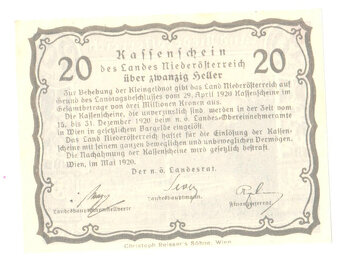 Kassenschein
des Landes Niederösterreich
20 über zwanzig Heller 20
Zur Behebung der Kleingeldnot gibt das Land Niederösterreich auf
Grund des Landtagsbeschlusses vom 29. April 1920 Kassenscheine im
Gesamtbetrage von drei Millionen Kronen aus.
Die Kassenscheine, die unverzinslich sind, werden in der Zeit vom
15. bis 31. Dezember 1920 beim n.ö. Landes-Obereinnehmeramte
in Wien in gesetzliches Bargeld eingelöst.
Das Land Niederösterreich haftet für die Einlösung der Kassen-
scheine mit seinem ganzen beweglichen und unbeweglichen Vermögen.
Die Nachahmung der Kassenscheine wird gesetzlich bestraft.
Wien, im Mai 1920.
Der n.ö. Landesrat.
Landeshauptmannstellvertreter
Landeshauptmann.
Finanzreferent
Christoph Reisser's Söhne, Wien